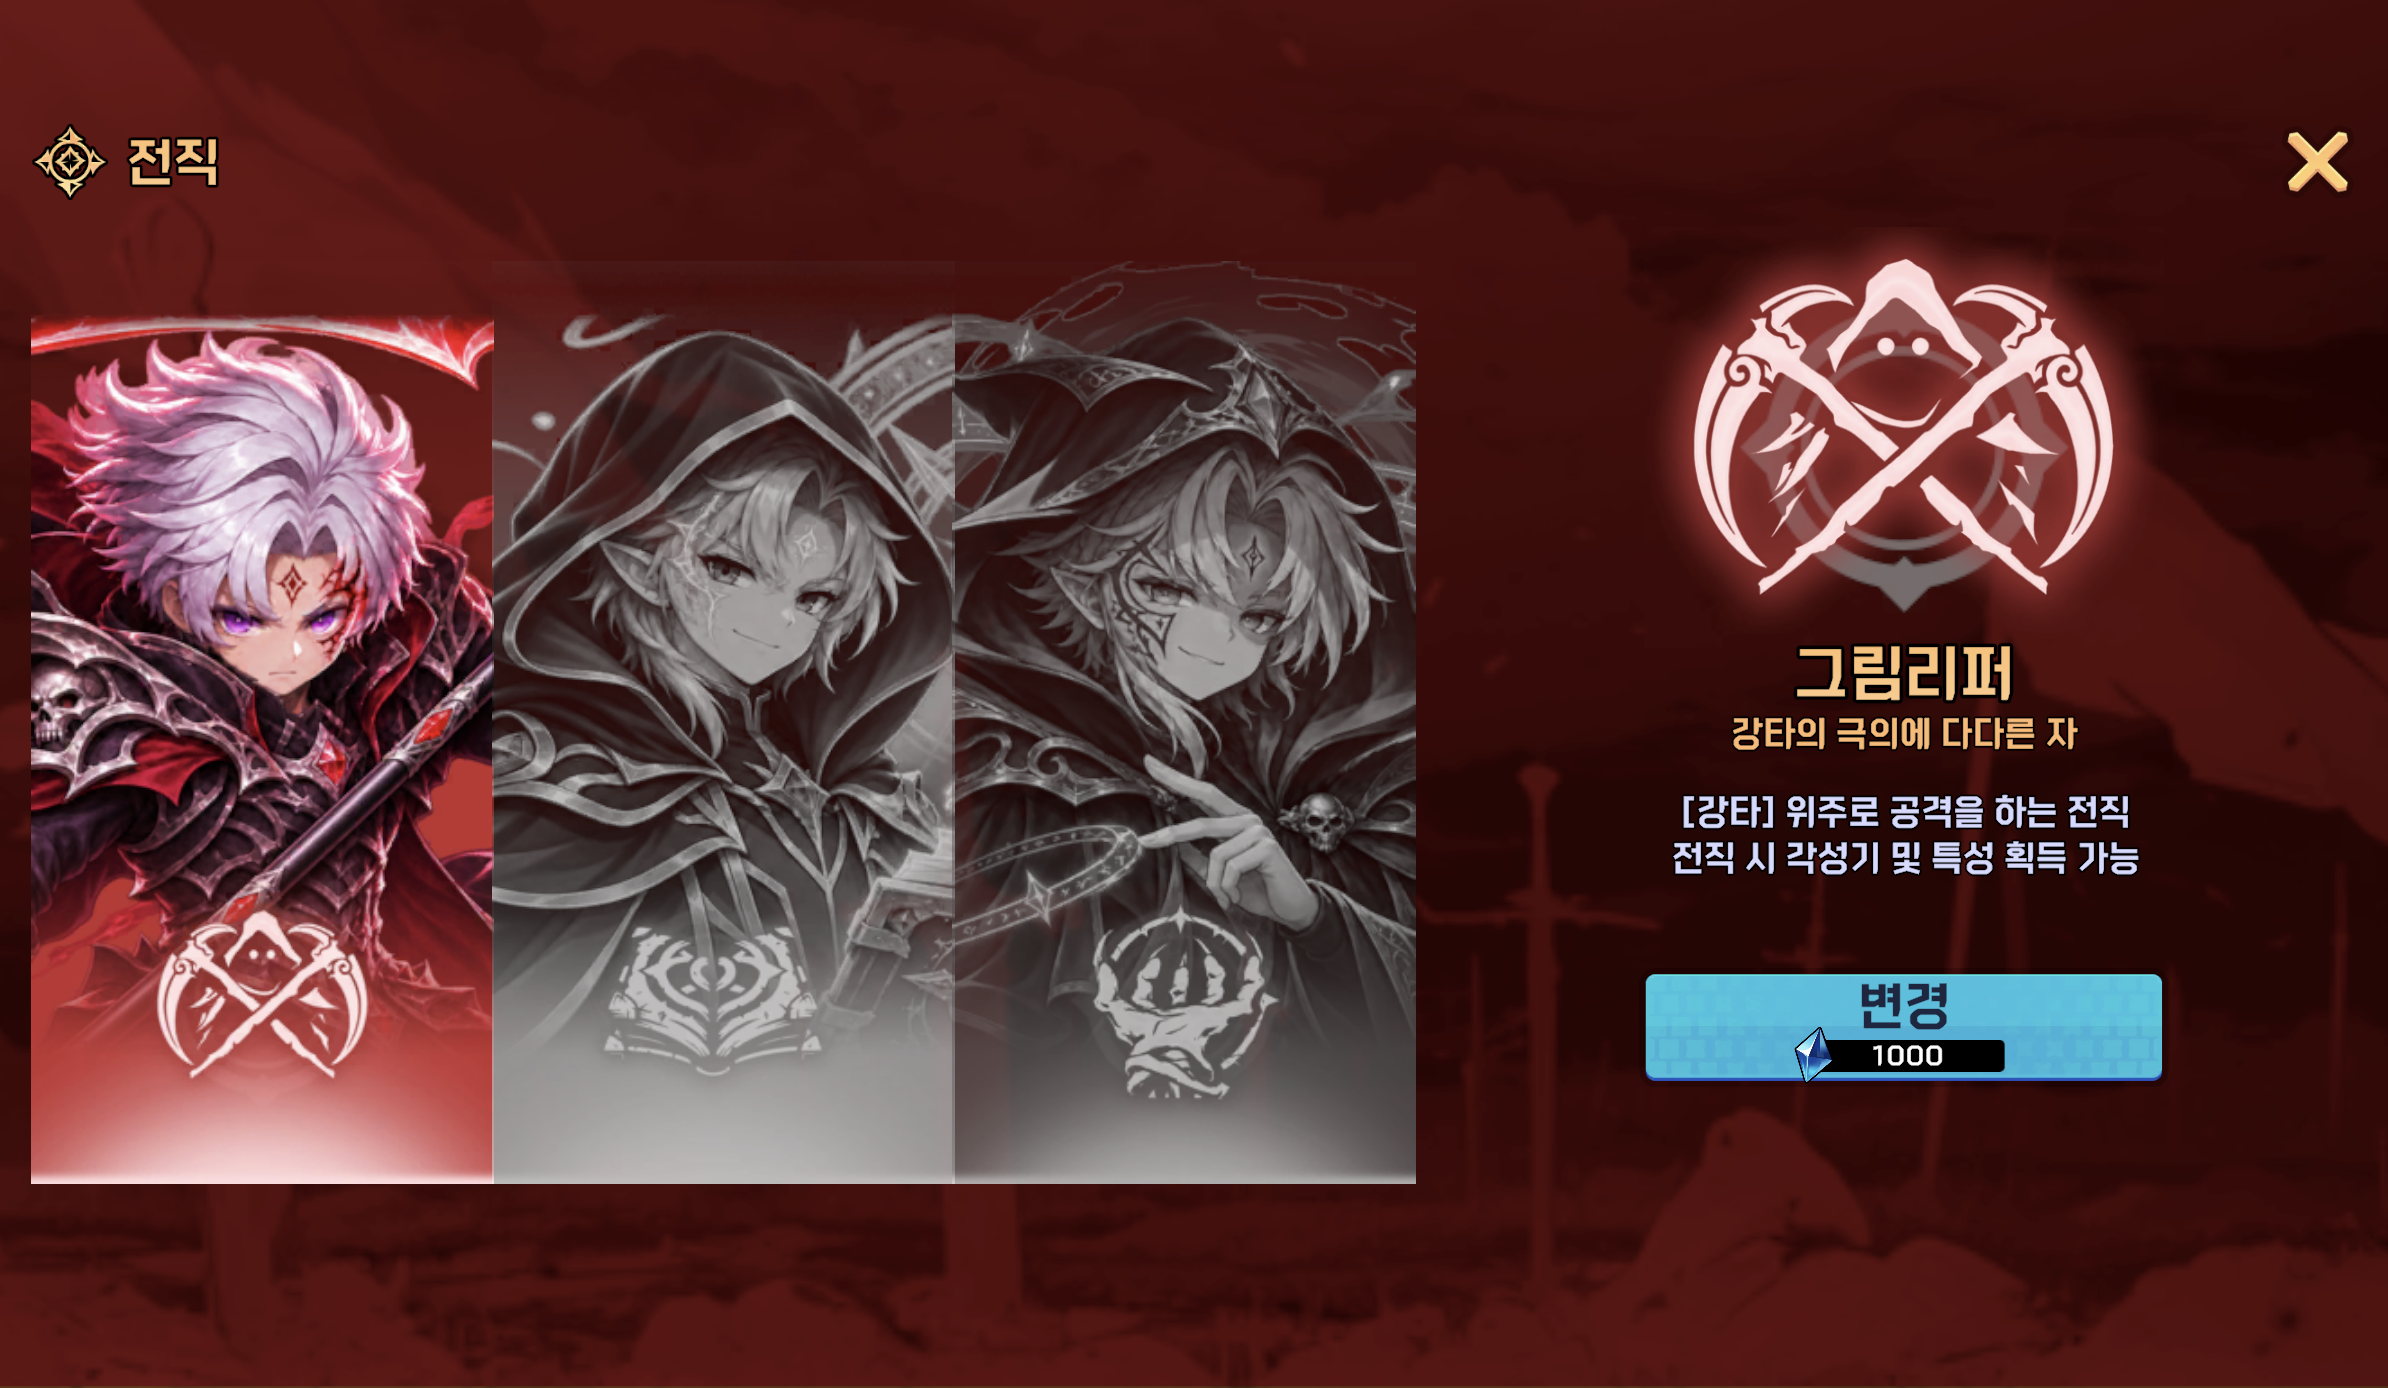 전직
그림리퍼
강타의 극의에 다다른 자
[강타] 위주로 공격을 하는 전직
전직 시 각성기 및 특성 획득 가능
변경
1000